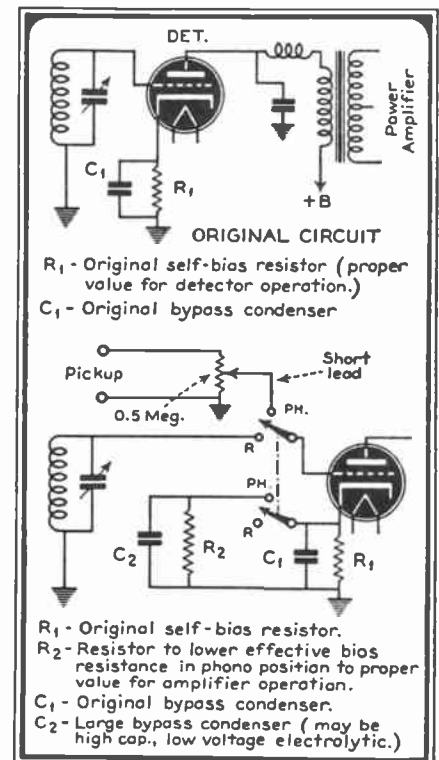 DET.
Power
Amplifier
C₁
R₁
+B
ORIGINAL CIRCUIT
R₁ - Original self-bias resistor (proper
value for detector operation.)
C₁ - Original bypass condenser
Pickup
Short
lead
0.5 Meg.
PH.
R
PH.
R
C₂
R₂
C₁
R₁
R₁ - Original self-bias resistor.
R₂ - Resistor to lower effective bias
resistance in phono position to proper
value for amplifier operation.
C₁ - Original bypass condenser.
C₂ - Large bypass condenser (may be
high cap., low voltage electrolytic.)